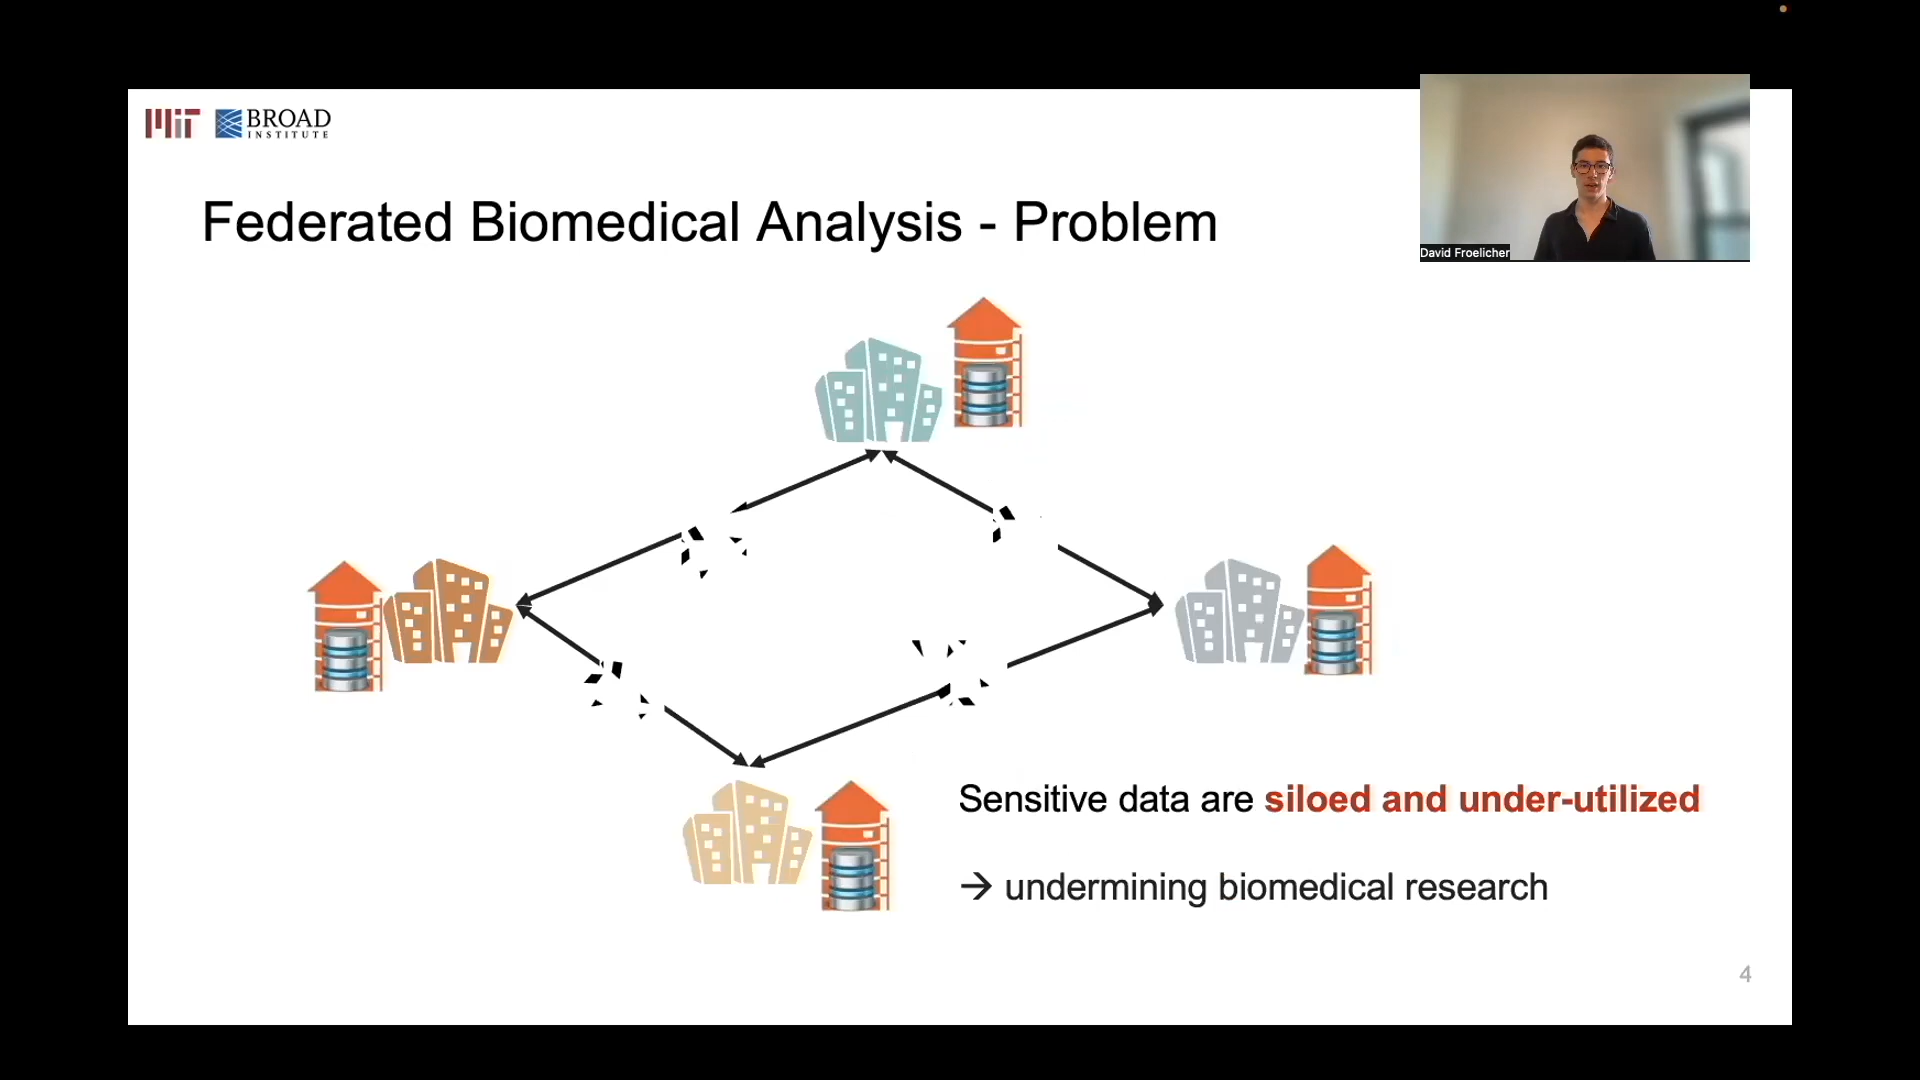 MIT BROAD
INSTITUTE
Federated Biomedical Analysis - Problem
David Froelicher
Sensitive data are siloed and under-utilized
→ undermining biomedical research
4